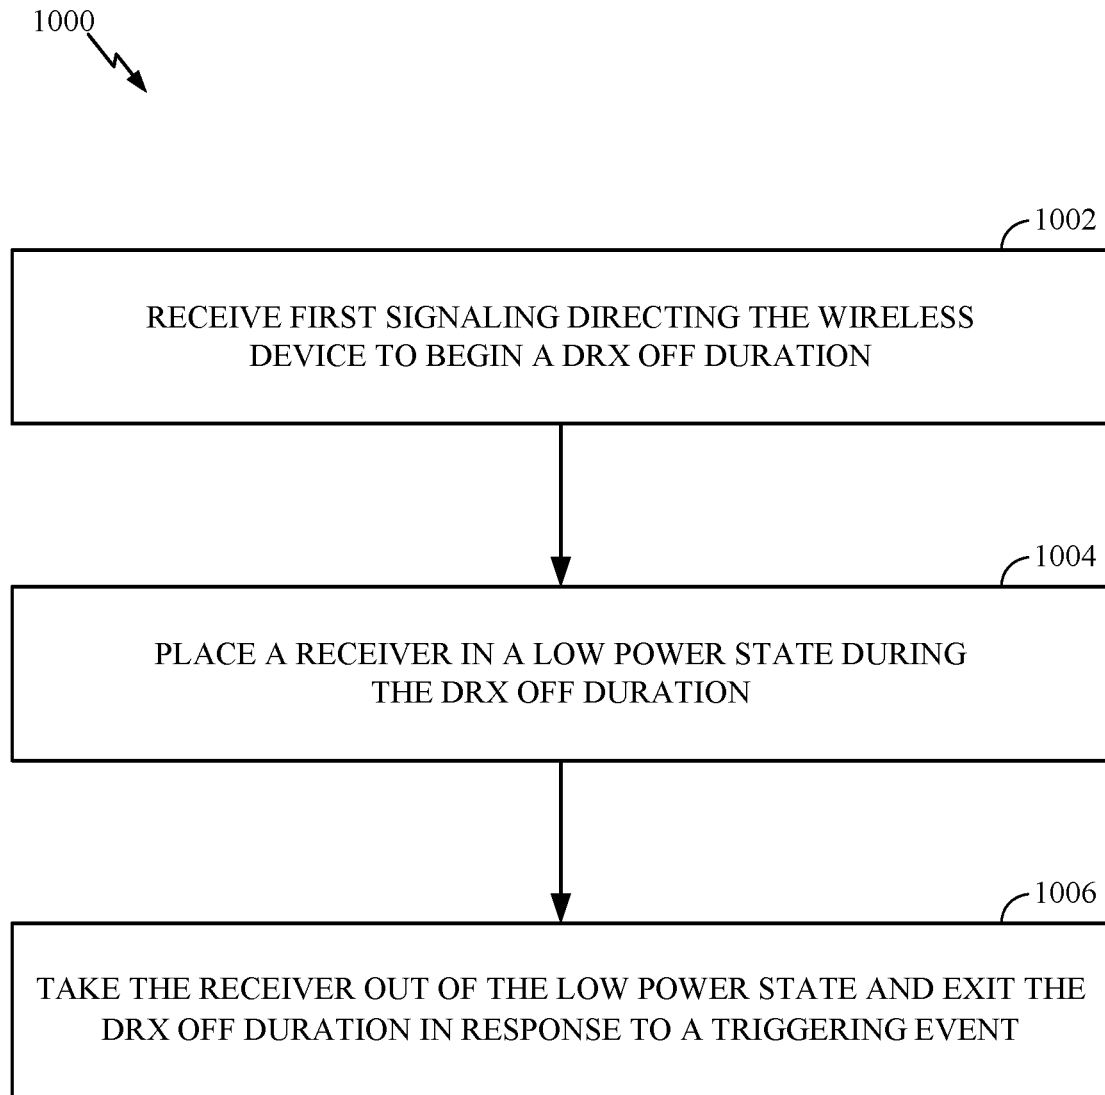 1000
1002
RECEIVE FIRST SIGNALING DIRECTING THE WIRELESS
DEVICE TO BEGIN A DRX OFF DURATION
1004
PLACE A RECEIVER IN A LOW POWER STATE DURING
THE DRX OFF DURATION
1006
TAKE THE RECEIVER OUT OF THE LOW POWER STATE AND EXIT THE
DRX OFF DURATION IN RESPONSE TO A TRIGGERING EVENT